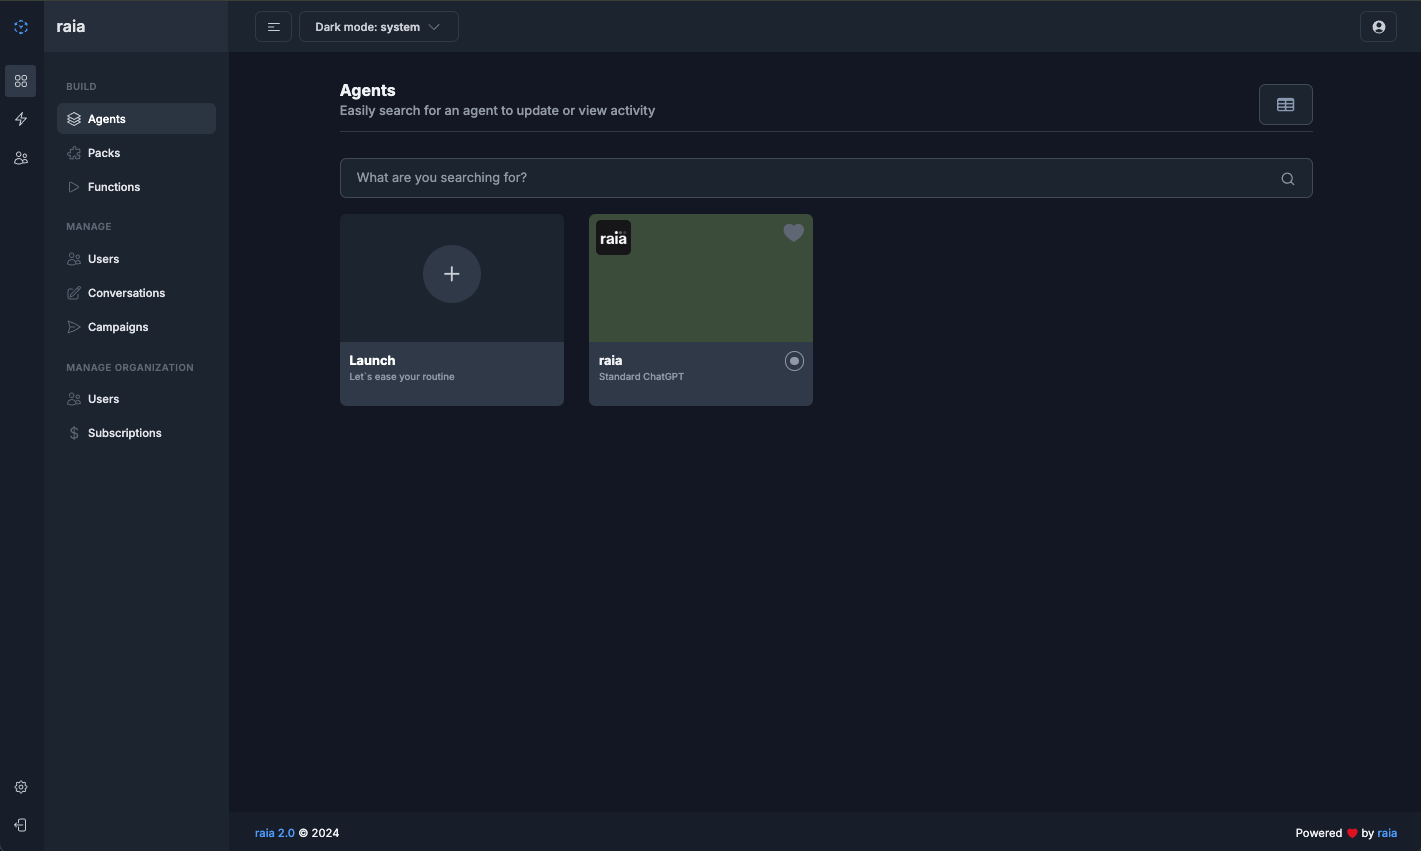 raia
Dark mode: system
BUILD
Agents
Packs
Functions
MANAGE
Users
Conversations
Campaigns
MANAGE ORGANIZATION
Users
Subscriptions
Agents
Easily search for an agent to update or view activity
What are you searching for?
Launch
Let`s ease your routine
raia
raia
Standard ChatGPT
raia 2.0 © 2024
Powered ❤ by raia